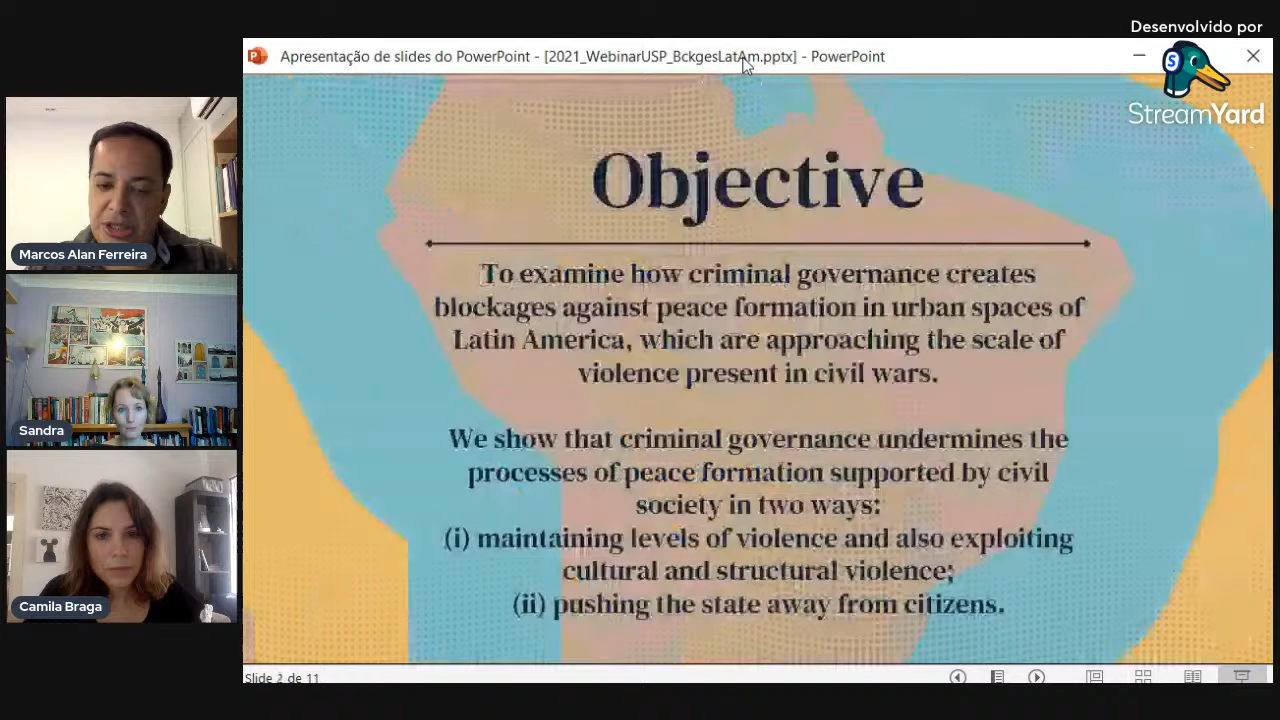 Desenvolvido por
StreamYard
Apresentação de slides do PowerPoint - [2021_WebinarUSP_BckgesLatAm.pptx] - PowerPoint
Objective
To examine how criminal governance creates
blockages against peace formation in urban spaces of
Latin America, which are approaching the scale of
violence present in civil wars.
We show that criminal governance undermines the
processes of peace formation supported by civil
society in two ways:
(i) maintaining levels of violence and also exploiting
cultural and structural violence;
(ii) pushing the state away from citizens.
Marcos Alan Ferreira
Sandra
Camila Braga
Slide 2 de 11